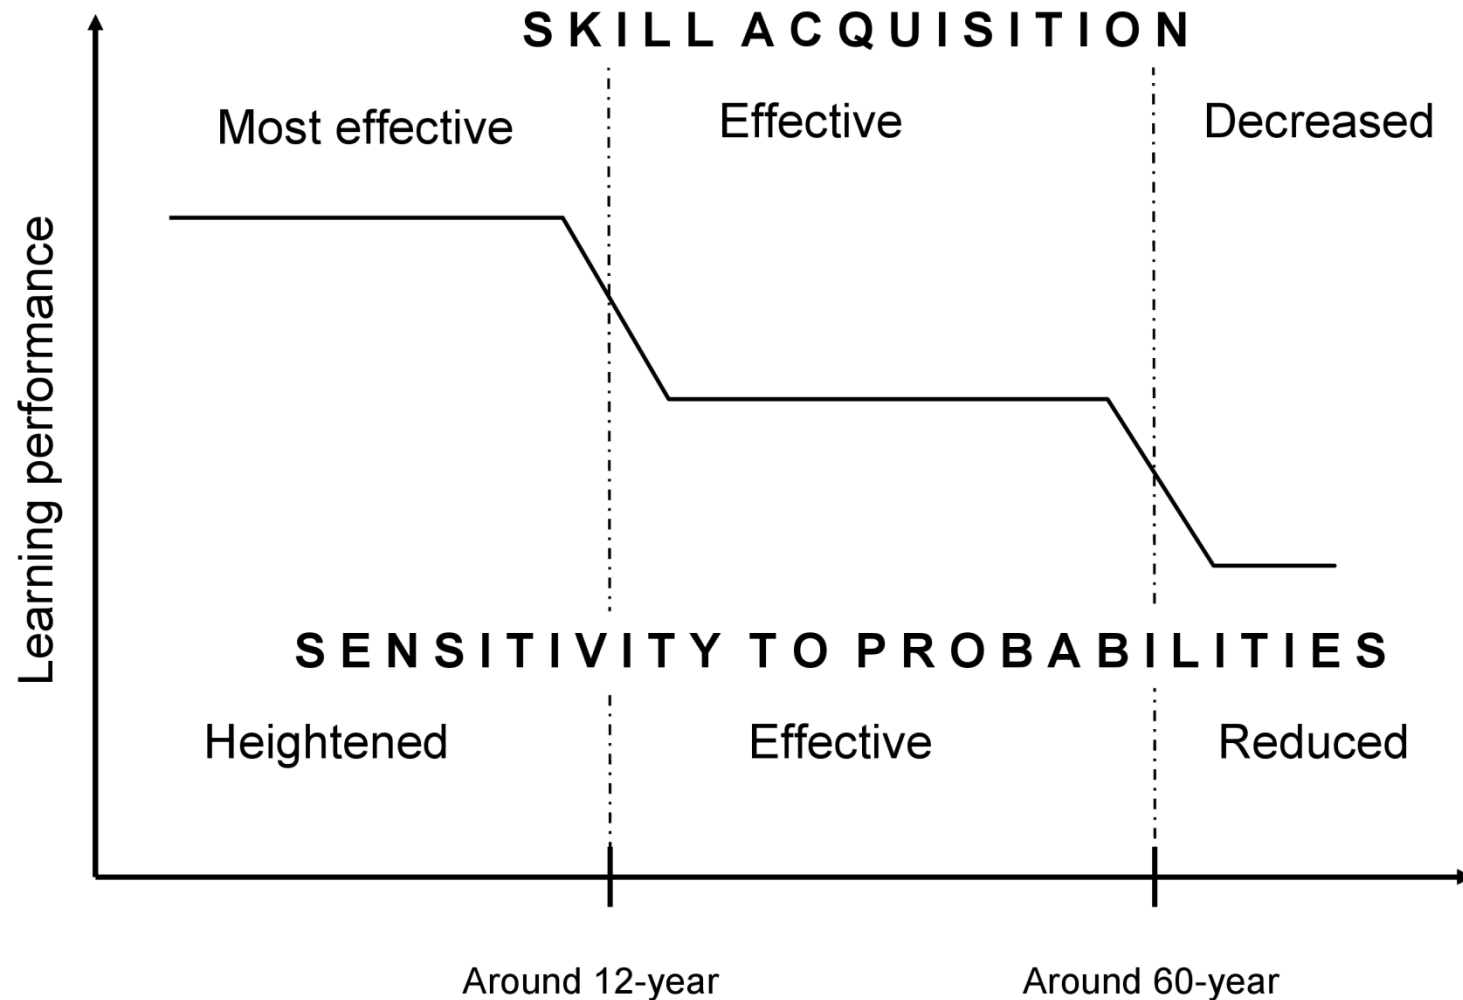 SKILL ACQUISITION
Most effective
Effective
Decreased
Learning performance
SENSITIVITY TO PROBABILITIES
Heightened
Effective
Reduced
Around 12-year
Around 60-year